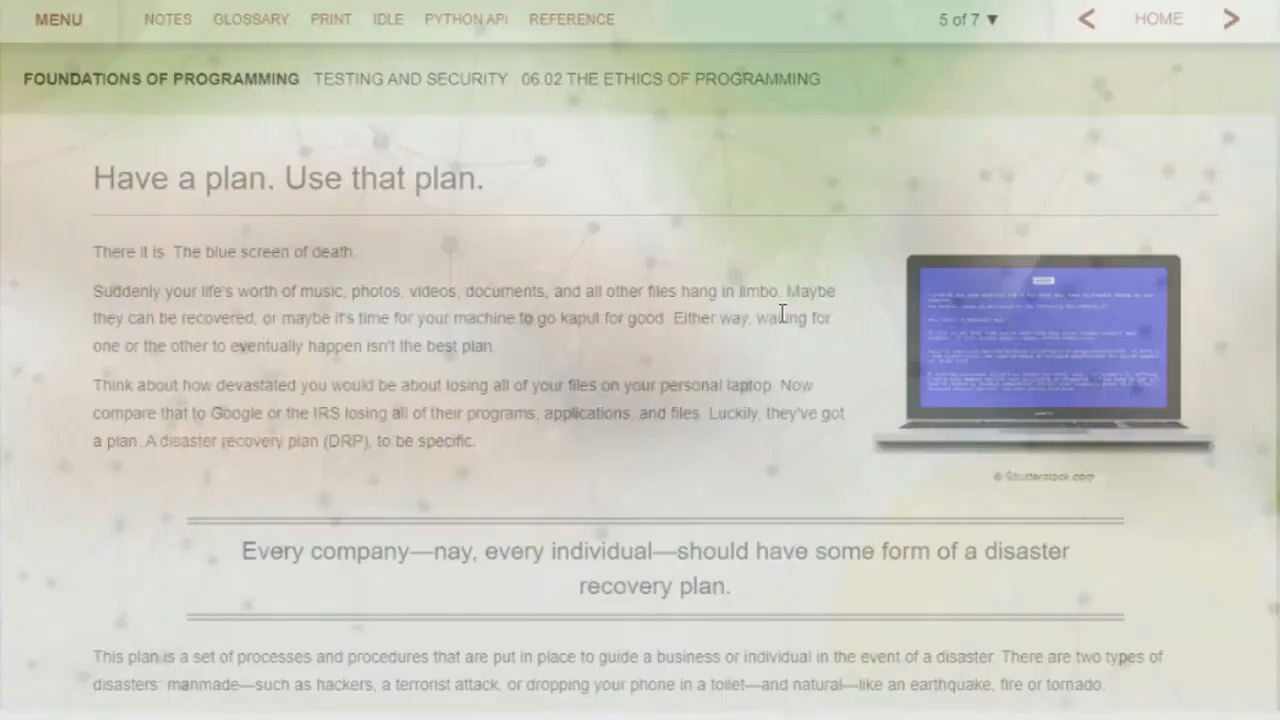 MENU NOTES GLOSSARY PRINT IDLE PYTHON API REFERENCE 5 of 7 ▼ < HOME >
FOUNDATIONS OF PROGRAMMING TESTING AND SECURITY 06.02 THE ETHICS OF PROGRAMMING
Have a plan. Use that plan.
There it is. The blue screen of death.
Suddenly your life's worth of music, photos, videos, documents, and all other files hang in limbo. Maybe
they can be recovered, or maybe it's time for your machine to go kaput for good. Either way, waiting for
one or the other to eventually happen isn't the best plan.
Think about how devastated you would be about losing all of your files on your personal laptop. Now
compare that to Google or the IRS losing all of their programs, applications, and files. Luckily, they've got
a plan. A disaster recovery plan (DRP), to be specific.
© Shutterstock.com
Every company—nay, every individual—should have some form of a disaster
recovery plan.
This plan is a set of processes and procedures that are put in place to guide a business or individual in the event of a disaster. There are two types of
disasters: manmade—such as hackers, a terrorist attack, or dropping your phone in a toilet—and natural—like an earthquake, fire or tornado.